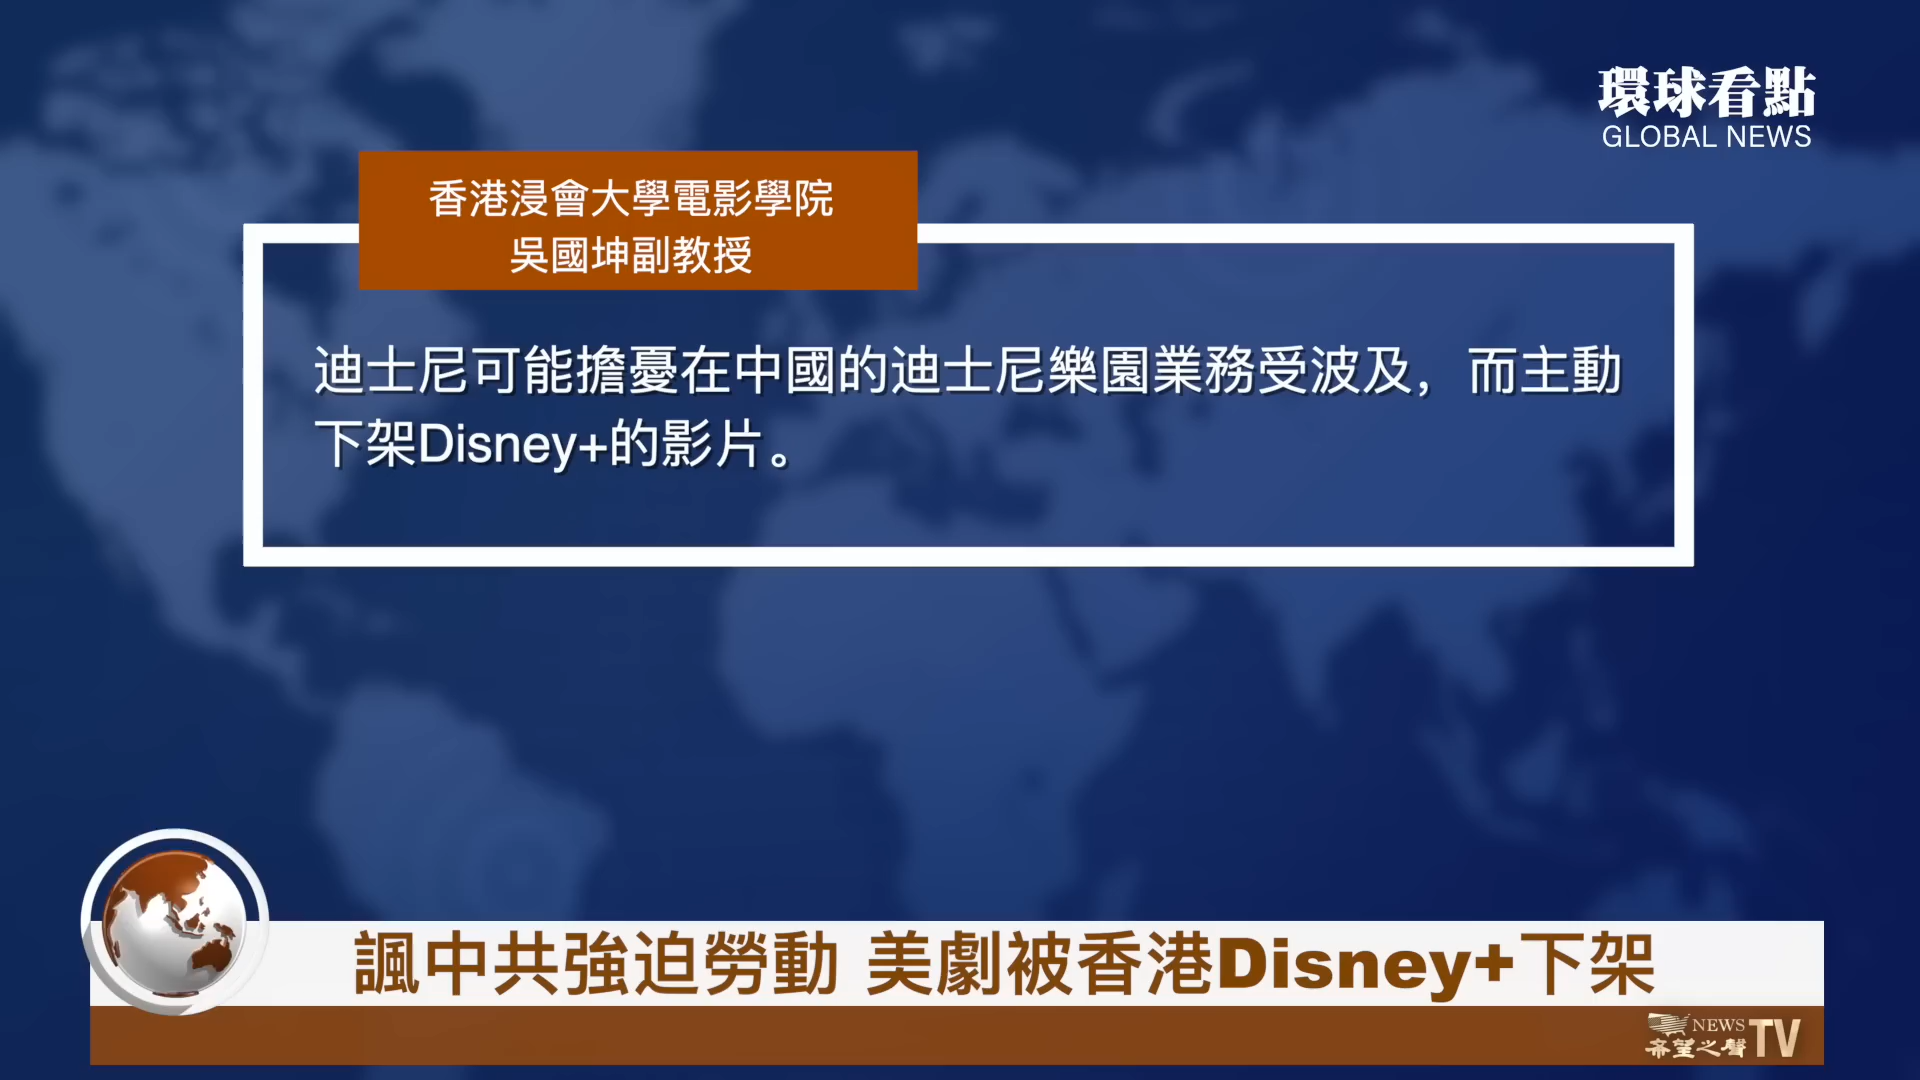 環球看點
GLOBAL NEWS
香港浸會大學電影學院
吳國坤副教授
迪士尼可能擔憂在中國的迪士尼樂園業務受波及，而主動
下架Disney+的影片。
諷中共強迫勞動 美劇被香港Disney+下架
NEWS
希望之聲 TV